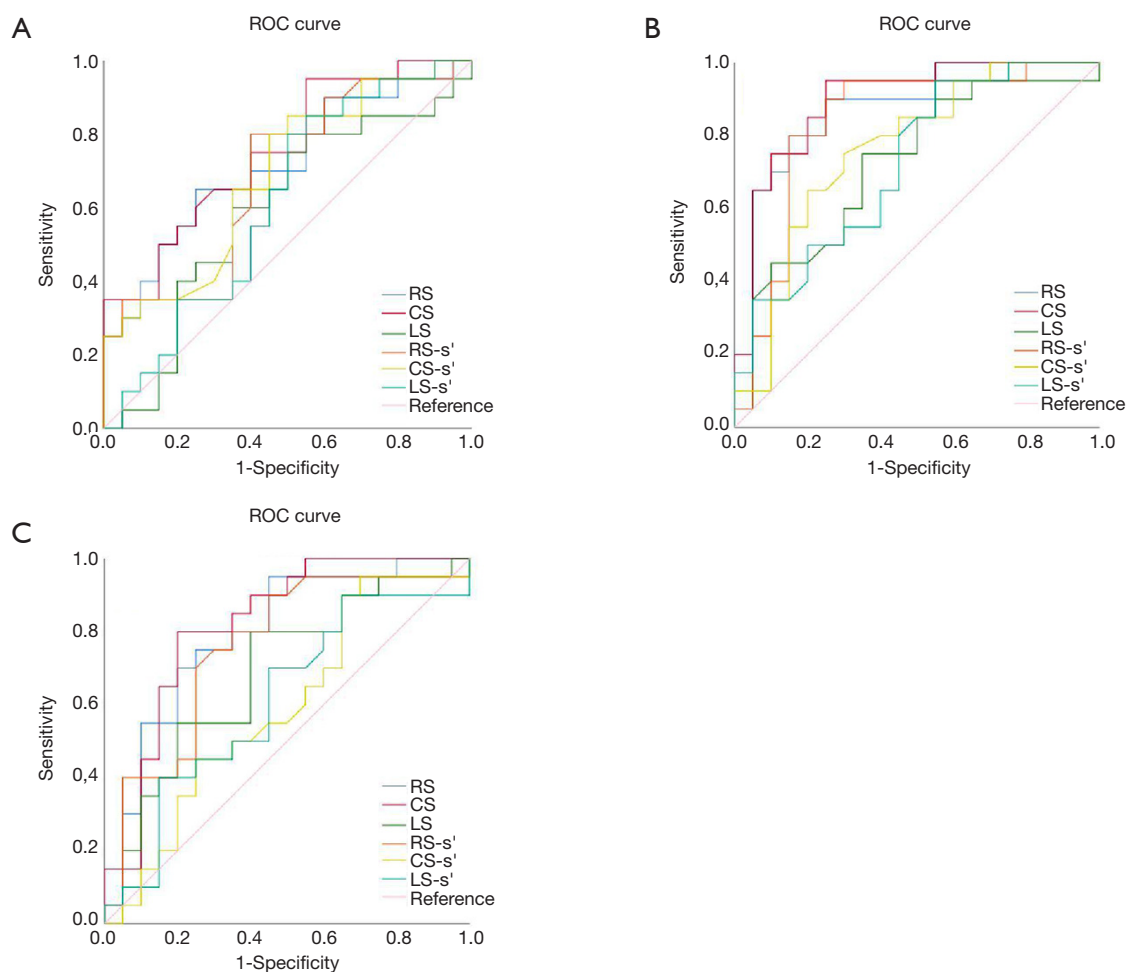 A
ROC curve
1.0
0.8
0.6
0.4
0.2
0.0
Sensitivity
RS
CS
LS
RS-s'
CS-s'
LS-s'
Reference
0.0 0.2 0.4 0.6 0.8 1.0
1-Specificity
B
ROC curve
1.0
0.8
0.6
0.4
0.2
0.0
Sensitivity
RS
CS
LS
RS-s'
CS-s'
LS-s'
Reference
0.0 0.2 0.4 0.6 0.8 1.0
1-Specificity
C
ROC curve
1.0
0.8
0.6
0.4
0.2
0.0
Sensitivity
RS
CS
LS
RS-s'
CS-s'
LS-s'
Reference
0.0 0.2 0.4 0.6 0.8 1.0
1-Specificity